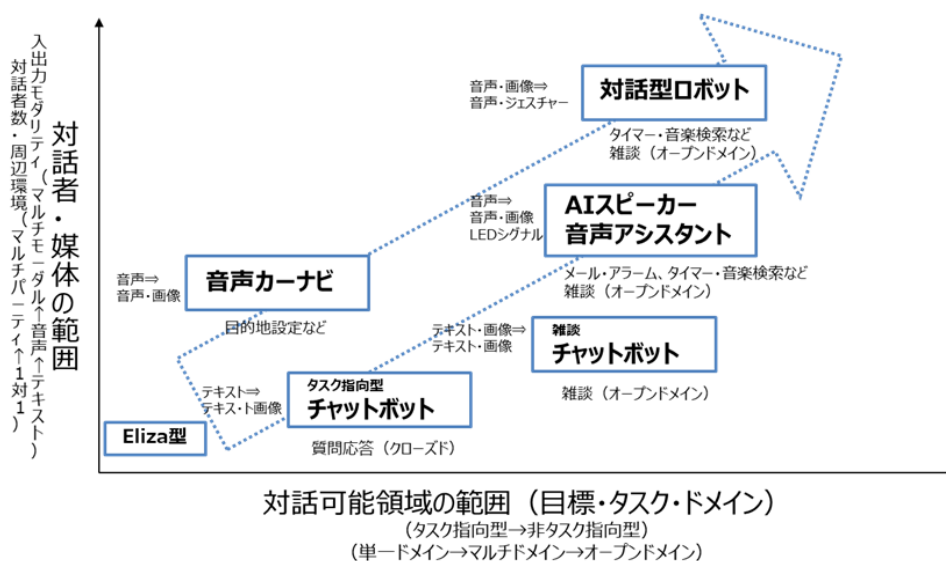 対話者・媒体の範囲
入出力モダリティ（マルチモーダル↑音声↑テキスト）
対話者数・周辺環境（マルチパーティ↑1対1）
音声・画像⇒
音声・ジェスチャー
対話型ロボット
タイマー・音楽検索など
雑談（オープンドメイン）
音声⇒
音声・画像
LEDシグナル
AIスピーカー
音声アシスタント
メール・アラーム、タイマー・音楽検索など
雑談（オープンドメイン）
音声⇒
音声・画像
音声カーナビ
目的地設定など
テキスト・画像⇒
テキスト・画像
雑談
チャットボット
雑談（オープンドメイン）
テキスト⇒
テキス・ト画像
タスク指向型
チャットボット
質問応答（クローズド）
Eliza型
対話可能領域の範囲（目標・タスク・ドメイン）
（タスク指向型→非タスク指向型）
（単一ドメイン→マルチドメイン→オープンドメイン）